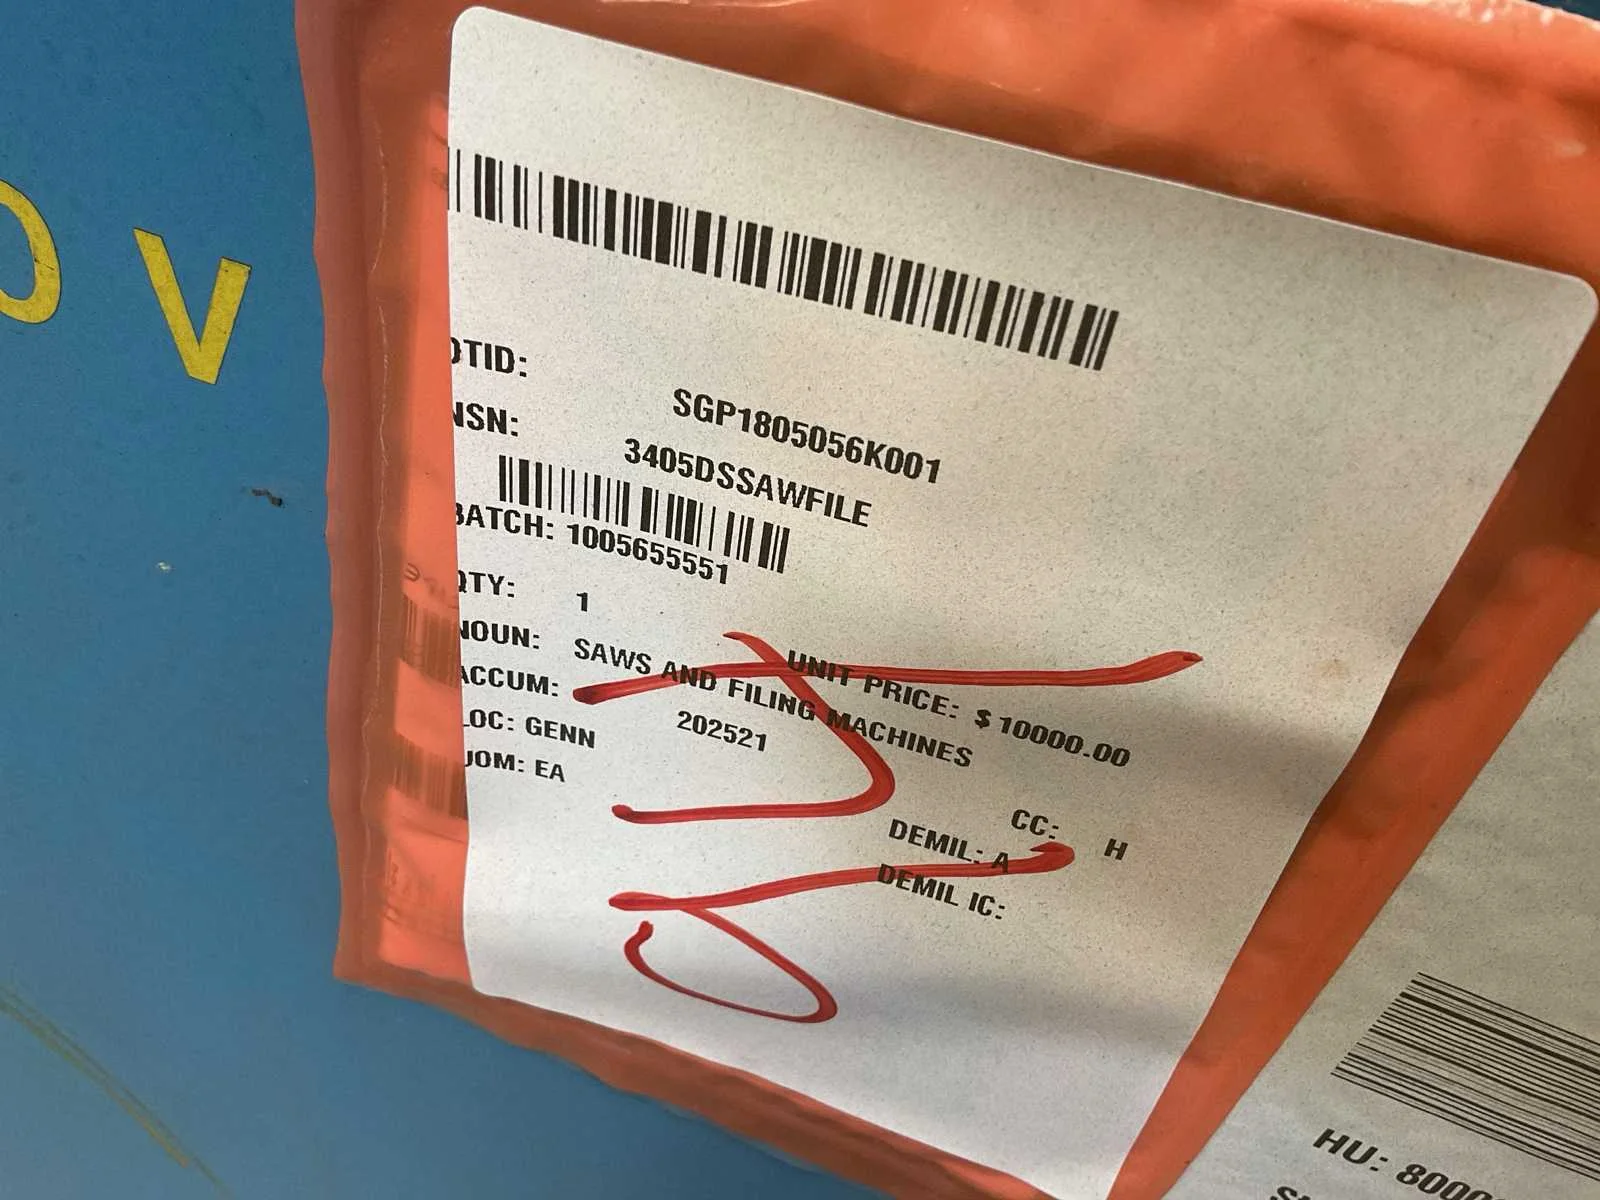 OV
DTID:
SGP1805056K001
NSN:
3405DSSAWFILE
BATCH: 1005655551
QTY: 1
UNIT PRICE: $ 10000.00
NOUN: SAWS AND FILING MACHINES
ACCUM: 202521
LOC: GENN
UOM: EA
CC: H
DEMIL: A
DEMIL IC:
HU: 8000